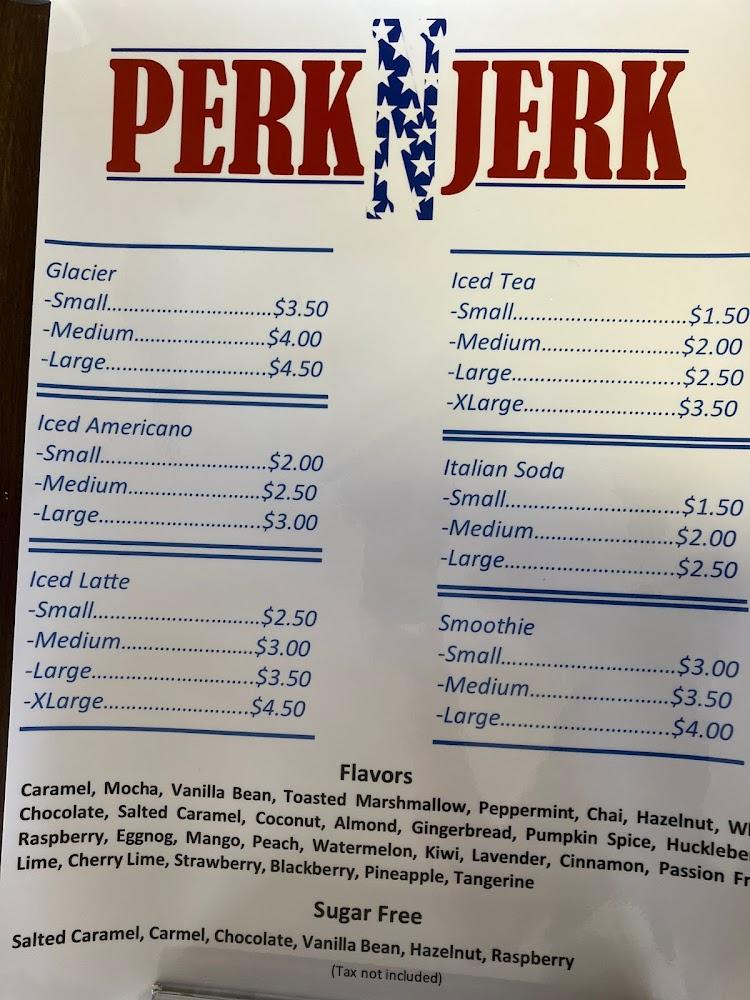 PERK N JERK
Glacier
-Small..............................$3.50
-Medium........................$4.00
-Large.............................$4.50
Iced Americano
-Small..............................$2.00
-Medium........................$2.50
-Large.............................$3.00
Iced Latte
-Small..............................$2.50
-Medium........................$3.00
-Large.............................$3.50
-XLarge...........................$4.50
Iced Tea
-Small................................$1.50
-Medium.........................$2.00
-Large..............................$2.50
-XLarge............................$3.50
Italian Soda
-Small................................$1.50
-Medium.........................$2.00
-Large..............................$2.50
Smoothie
-Small................................$3.00
-Medium.........................$3.50
-Large..............................$4.00
Flavors
Caramel, Mocha, Vanilla Bean, Toasted Marshmallow, Peppermint, Chai, Hazelnut,
Chocolate, Salted Caramel, Coconut, Almond, Gingerbread, Pumpkin Spice,
Raspberry, Eggnog, Mango, Peach, Watermelon, Kiwi, Lavender, Cinnamon, Passion
Lime, Cherry Lime, Strawberry, Blackberry, Pineapple, Tangerine
Sugar Free
Salted Caramel, Carmel, Chocolate, Vanilla Bean, Hazelnut, Raspberry
(Tax not included)